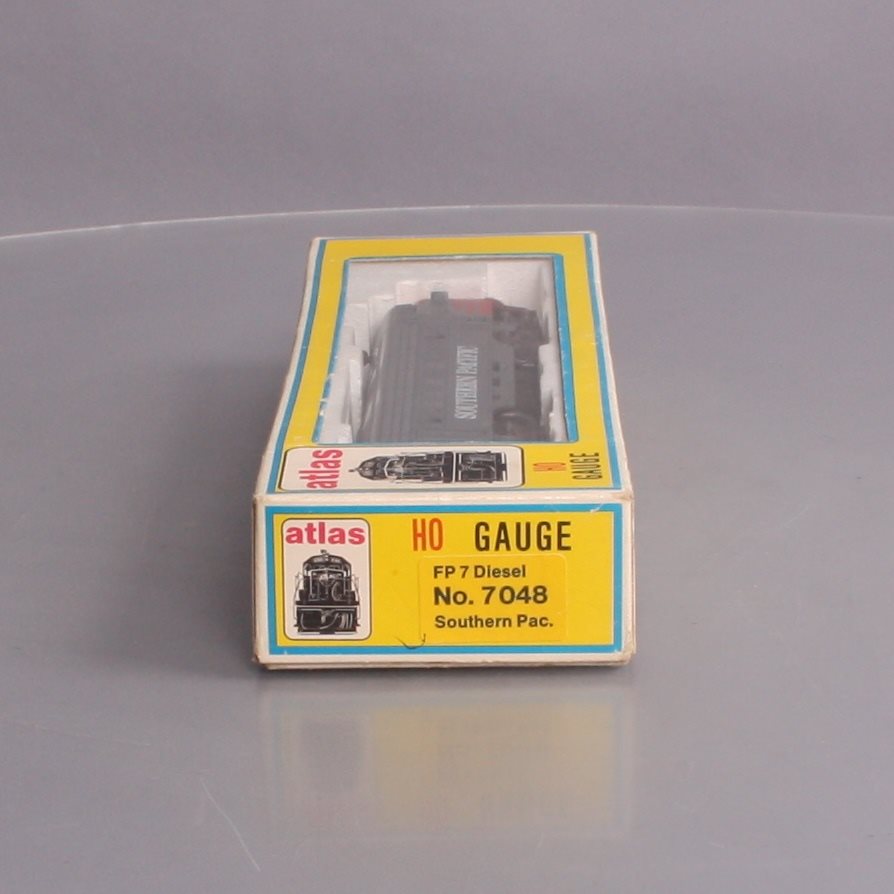 SOUTHERN PACIFIC
atlas
HO
GAUGE
atlas
HO GAUGE
FP 7 Diesel
No. 7048
Southern Pac.